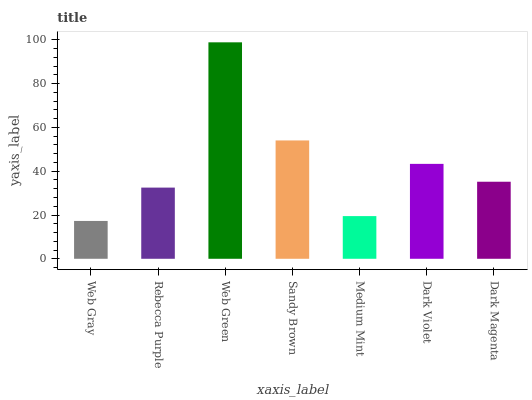 title
100
80
60
40
20
0
yaxis_label
Web Gray
Rebecca Purple
Web Green
Sandy Brown
Medium Mint
Dark Violet
Dark Magenta
xaxis_label